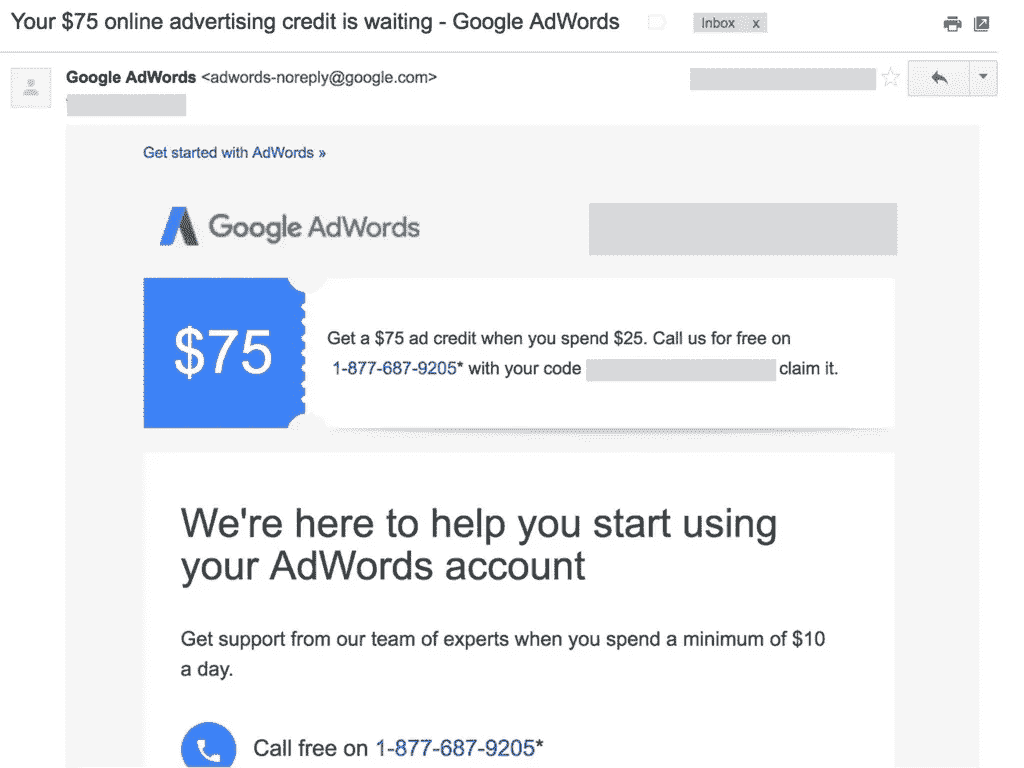 Your $75 online advertising credit is waiting - Google AdWords
Inbox x
Google AdWords <adwords-noreply@google.com>
Get started with AdWords »
Google AdWords
$75
Get a $75 ad credit when you spend $25. Call us for free on
1-877-687-9205* with your code claim it.
We're here to help you start using
your AdWords account
Get support from our team of experts when you spend a minimum of $10
a day.
Call free on 1-877-687-9205*